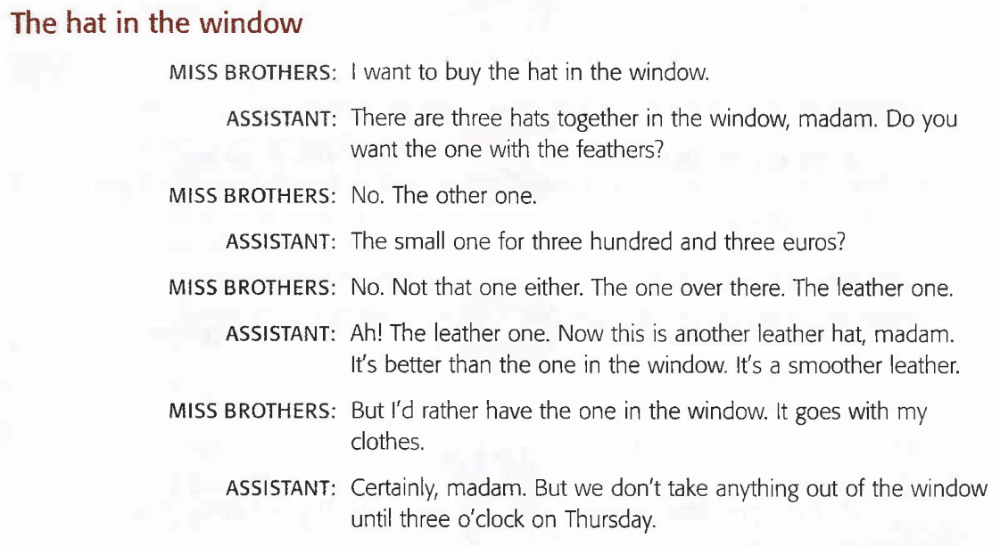 The hat in the window
MISS BROTHERS: I want to buy the hat in the window.
ASSISTANT: There are three hats together in the window, madam. Do you
want the one with the feathers?
MISS BROTHERS: No. The other one.
ASSISTANT: The small one for three hundred and three euros?
MISS BROTHERS: No. Not that one either. The one over there. The leather one.
ASSISTANT: Ah! The leather one. Now this is another leather hat, madam.
It's better than the one in the window. It's a smoother leather.
MISS BROTHERS: But I'd rather have the one in the window. It goes with my
clothes.
ASSISTANT: Certainly, madam. But we don't take anything out of the window
until three o'clock on Thursday.